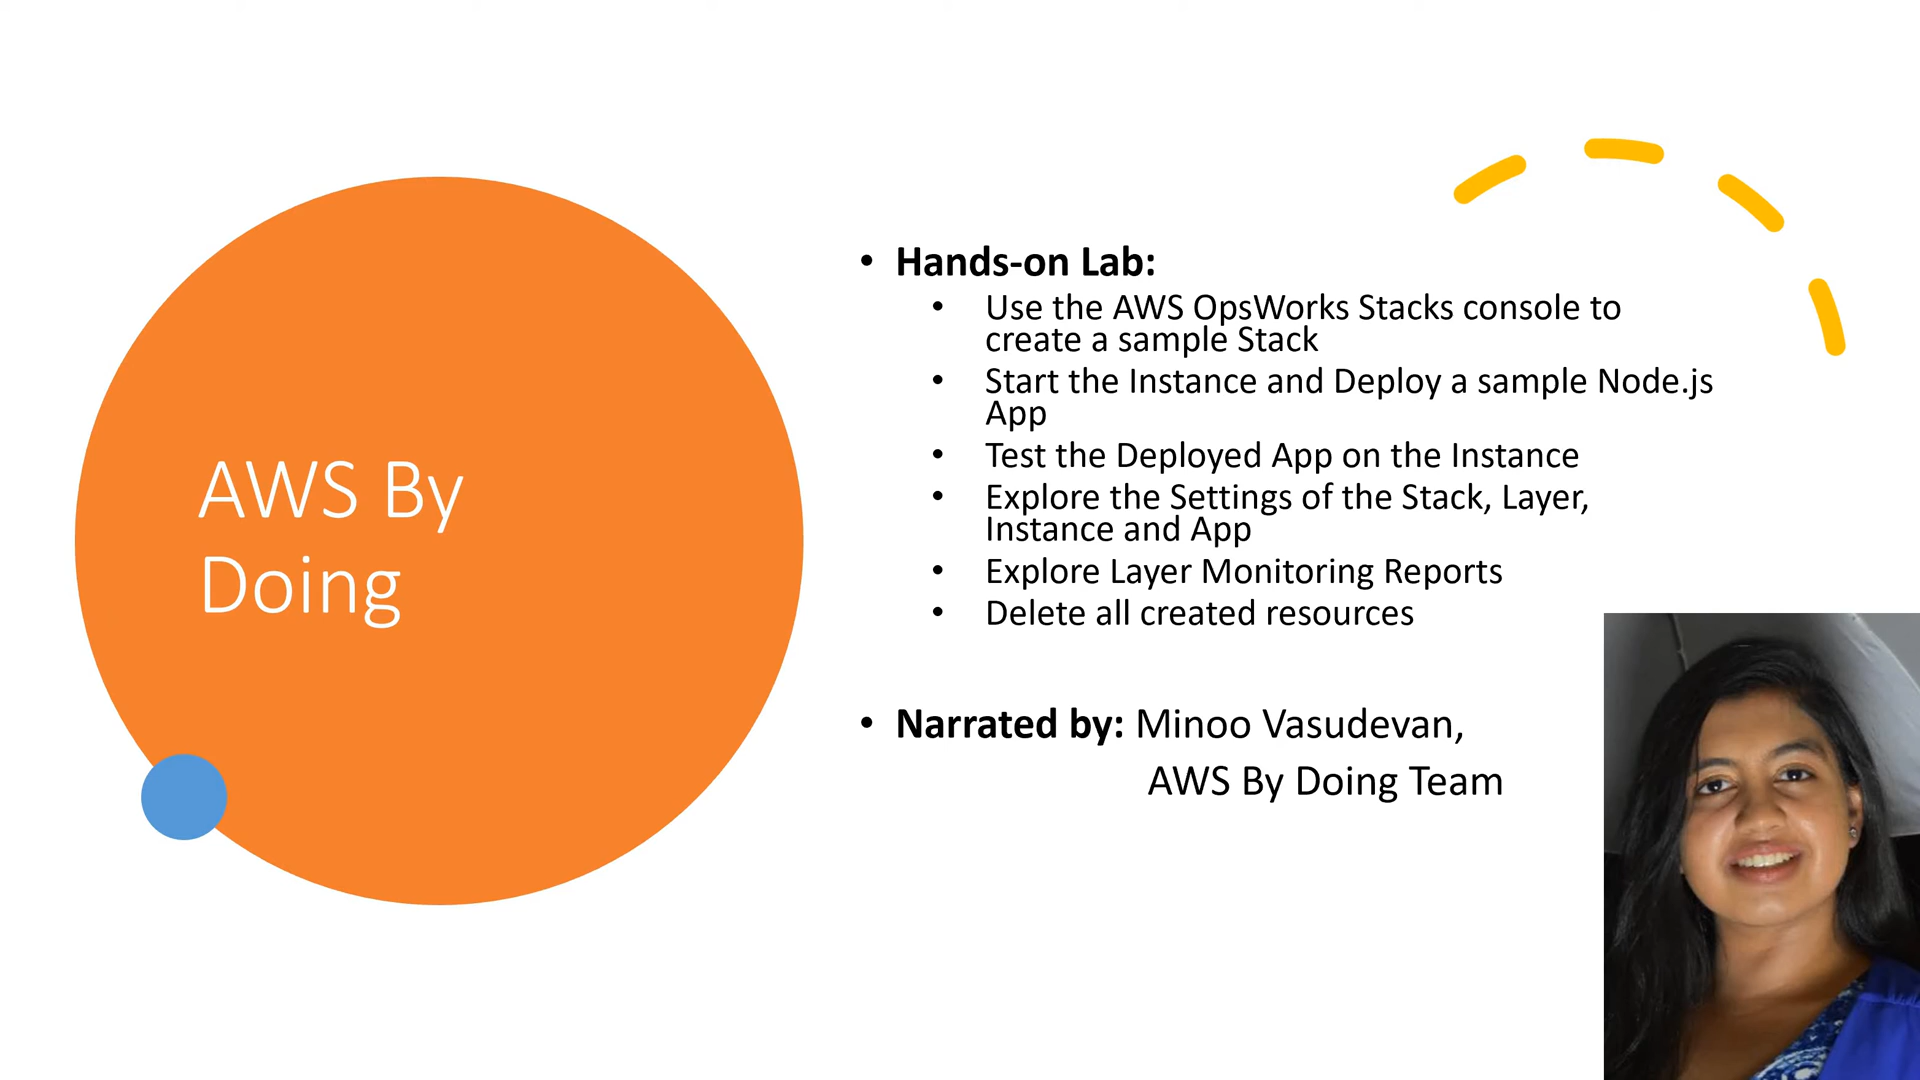 AWS By
Doing
• Hands-on Lab:
• Use the AWS OpsWorks Stacks console to
create a sample Stack
• Start the Instance and Deploy a sample Node.js
App
• Test the Deployed App on the Instance
• Explore the Settings of the Stack, Layer,
Instance and App
• Explore Layer Monitoring Reports
• Delete all created resources
• Narrated by: Minoo Vasudevan,
AWS By Doing Team